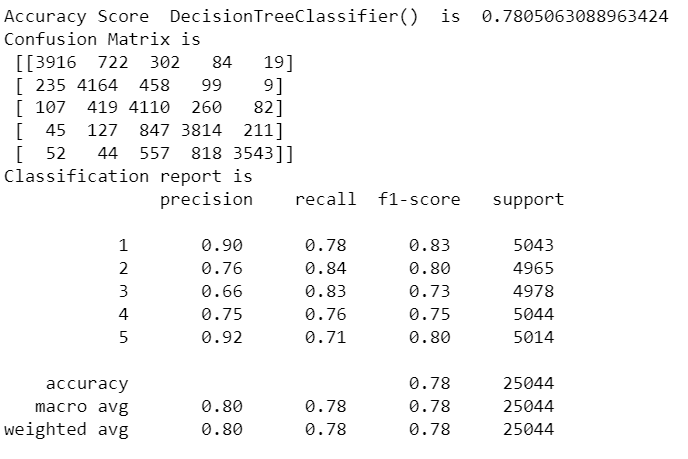 Accuracy Score  DecisionTreeClassifier()  is  0.7805063088963424
Confusion Matrix is
[[3916  722  302   84   19]
[ 235 4164  458   99    9]
[ 107  419 4110  260   82]
[  45  127  847 3814  211]
[  52   44  557  818 3543]]
Classification report is
precision    recall  f1-score   support
1       0.90      0.78      0.83      5043
2       0.76      0.84      0.80      4965
3       0.66      0.83      0.73      4978
4       0.75      0.76      0.75      5044
5       0.92      0.71      0.80      5014
accuracy                           0.78     25044
macro avg       0.80      0.78      0.78     25044
weighted avg       0.80      0.78      0.78     25044